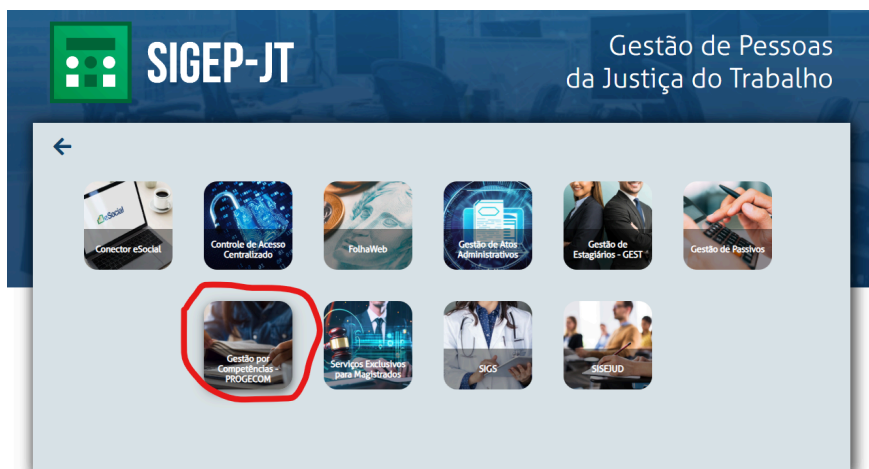 SIGEP-JT
Gestão de Pessoas
da Justiça do Trabalho
eSocial
Conector eSocial
Controle de Acesso
Centralizado
FolhaWeb
Gestão de Atos
Administrativos
Gestão de
Estagiários - GEST
Gestão de Passivos
Gestão por
Competências -
PROGECOM
Serviços Exclusivos
para Magistrados
SIGS
SISEJUD